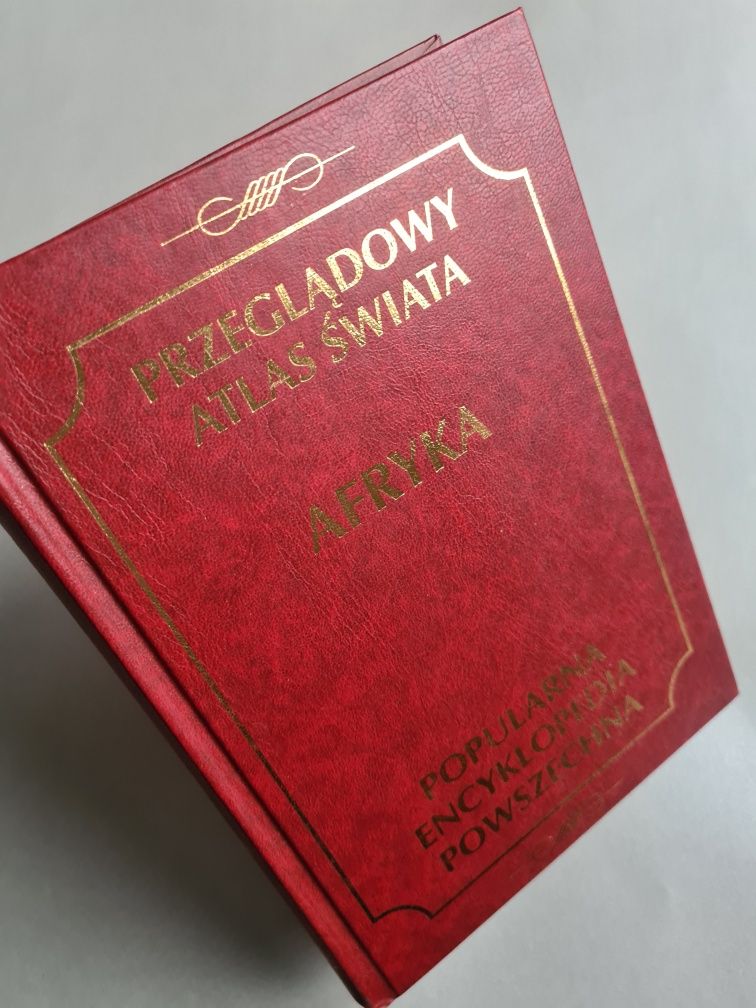 PRZEGLĄDOWY
ATLAS ŚWIATA
AFRYKA
POPULARNA
ENCYKLOPEDIA
POWSZECHNA